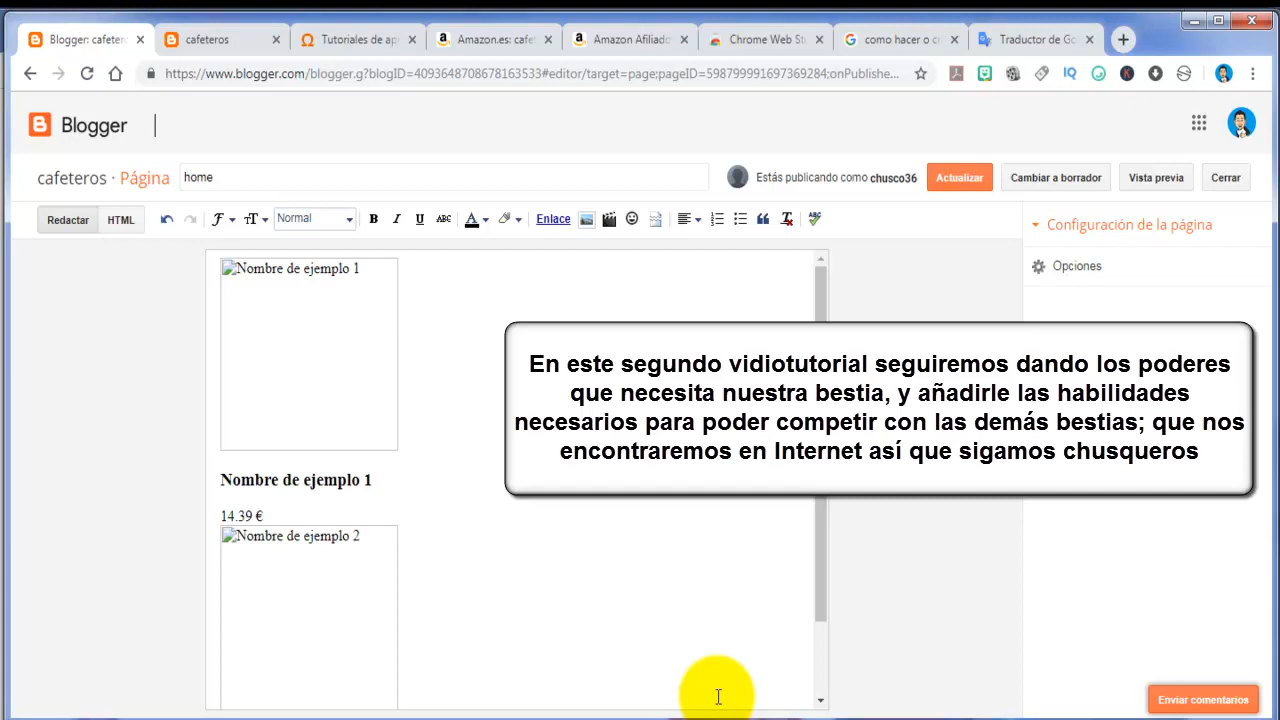 Blogger: cafeter
cafeteros
Tutoriales de ap
Amazon.es:cafe
Amazon Afiliado
Chrome Web St
como hacer o c
Traductor de Go
https://www.blogger.com/blogger.g?blogID=4863648708678163333#editor/target=page;pageID=598799991697369284;onPublishe...
Blogger
cafeteros · Página
home
Estás publicando como chusco36
Actualizar
Cambiar a borrador
Vista previa
Cerrar
Redactar
HTML
Normal
Enlace
ABC
Configuración de la página
Opciones
Nombre de ejemplo 1
En este segundo vidiotutorial seguiremos dando los poderes
que necesita nuestra bestia, y añadirle las habilidades
necesarios para poder competir con las demás bestias; que nos
encontraremos en Internet así que sigamos chusqueros
Nombre de ejemplo 1
14.39 €
Nombre de ejemplo 2
Enviar comentarios